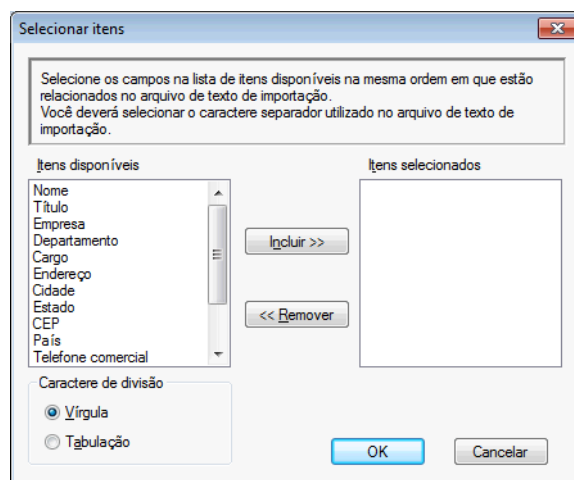 Selecionar itens
Selecione os campos na lista de itens disponíveis na mesma ordem em que estão
relacionados no arquivo de texto de importação.
Você deverá selecionar o caractere separador utilizado no arquivo de texto de
importação.
Itens disponíveis
Itens selecionados
Nome
Título
Empresa
Departamento
Cargo
Endereço
Cidade
Estado
CEP
País
Telefone comercial
Incluir >>
<< Remover
Caractere de divisão
Vírgula
Tabulação
OK
Cancelar